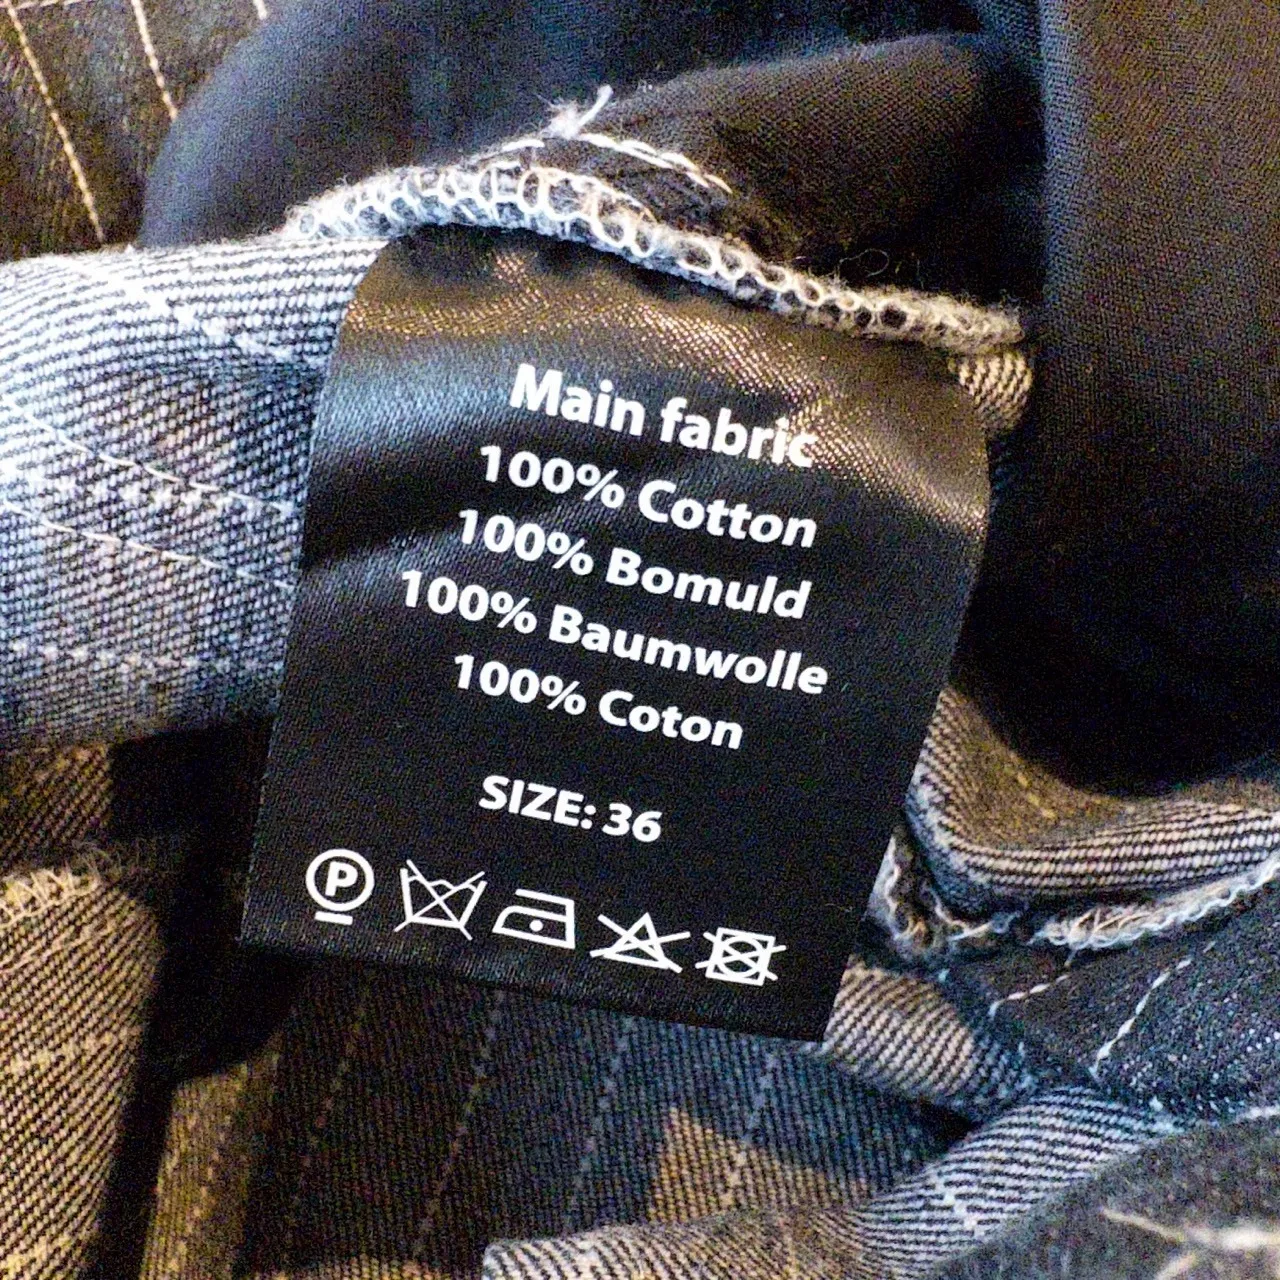 Main fabric
100% Cotton
100% Bomuld
100% Baumwolle
100% Coton
SIZE: 36
P